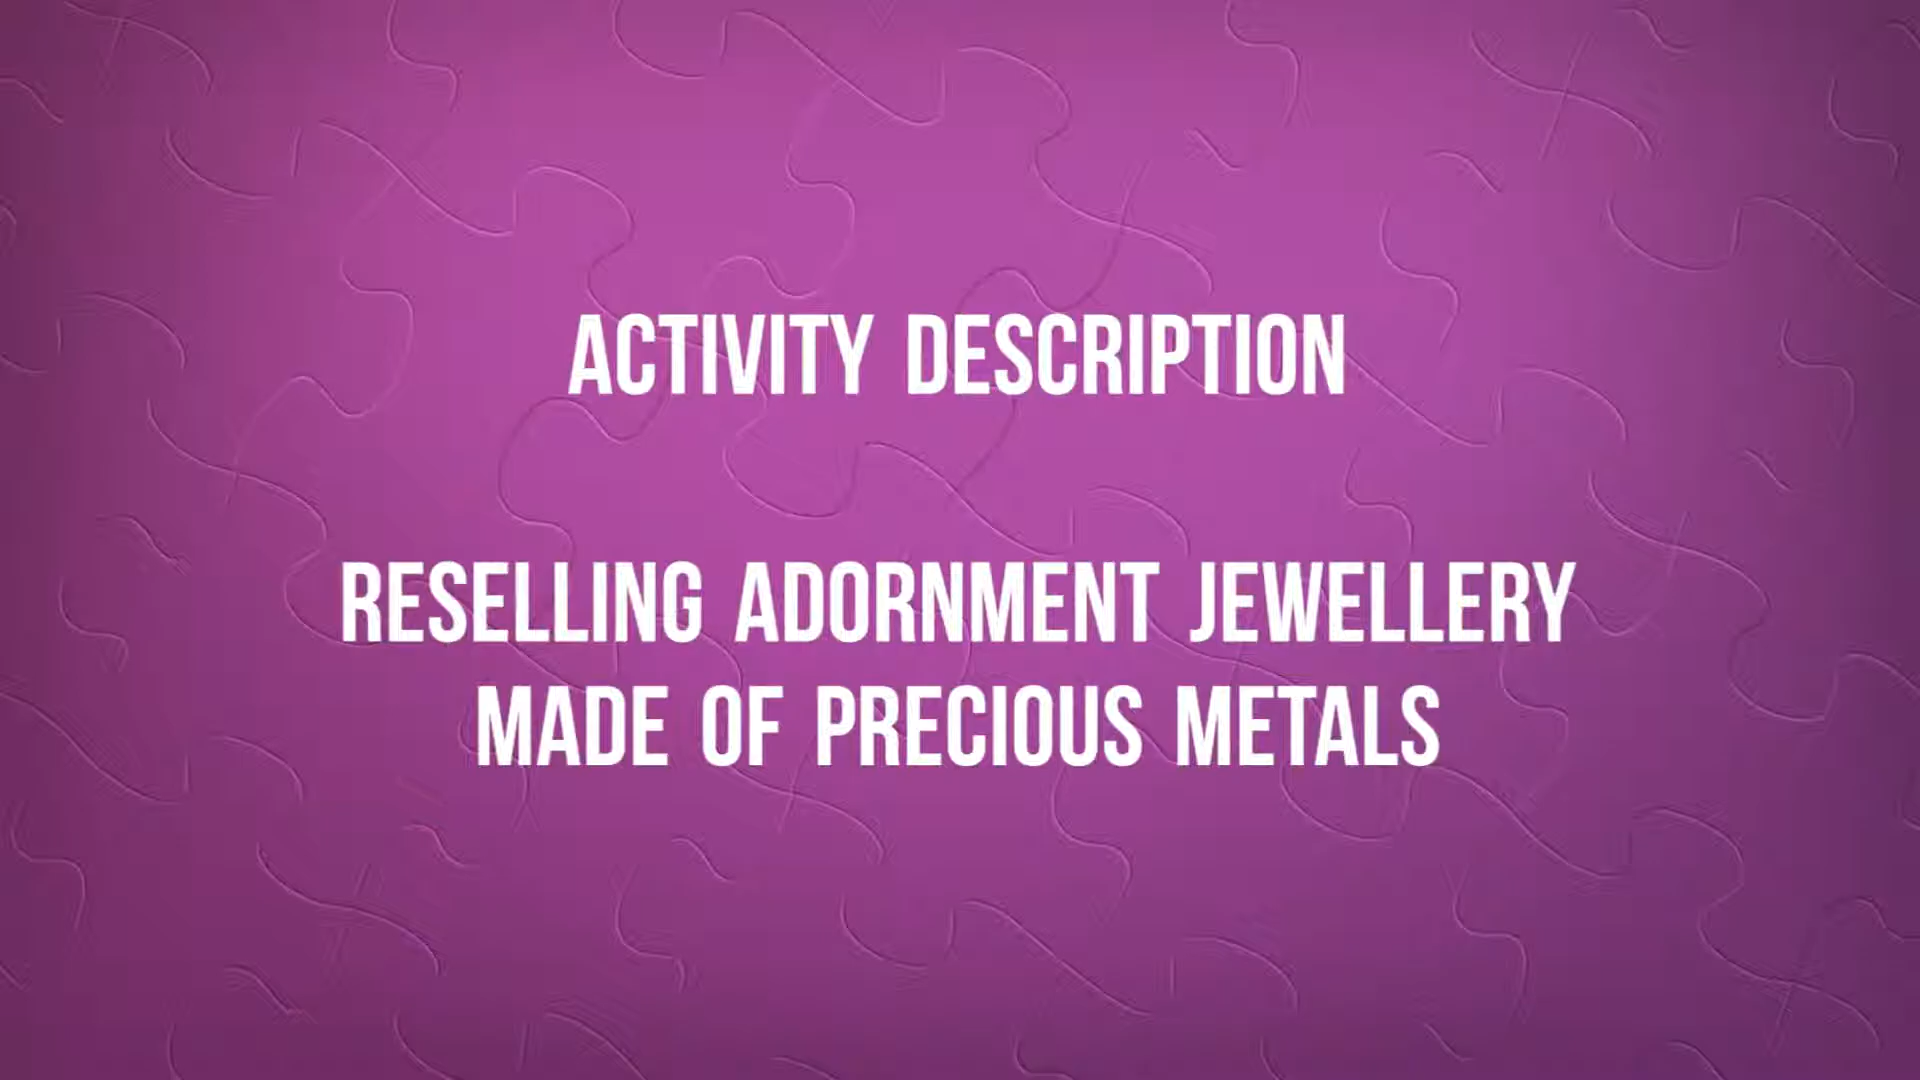 ACTIVITY DESCRIPTION
RESELLING ADORNMENT JEWELLERY
MADE OF PRECIOUS METALS